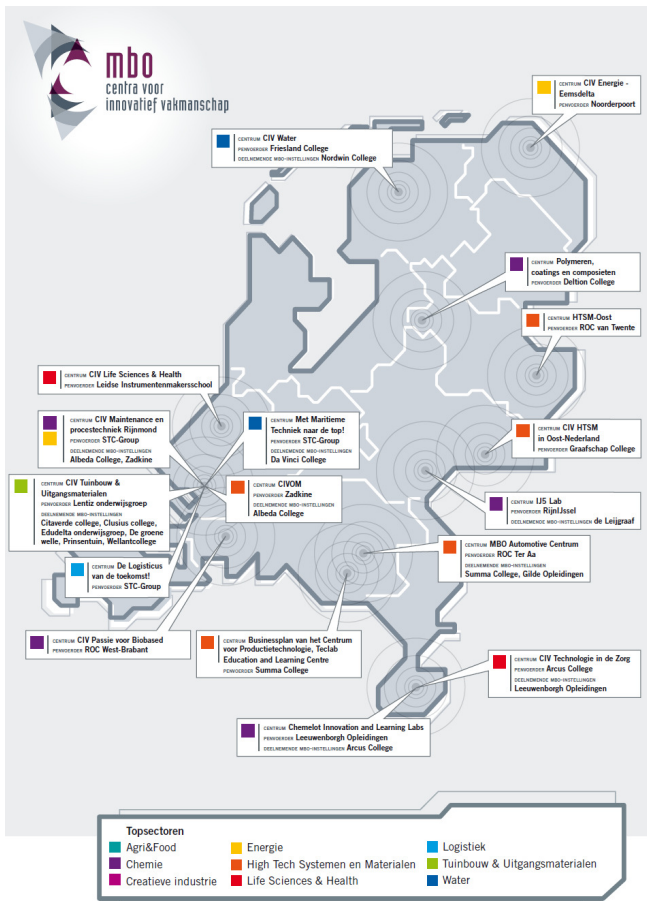 mbo
centra voor
innovatief vakmanschap
CENTRUM CIV Energie -
Eemsdelta
PENVOERDER Noorderpoort
CENTRUM CIV Water
PENVOERDER Friesland College
DEELNEMENDE MBO-INSTELLINGEN Nordwin College
CENTRUM Polymeren,
coatings en composieten
PENVOERDER Deltion College
CENTRUM HTSM-Oost
PENVOERDER ROC van Twente
CENTRUM CIV Life Sciences & Health
PENVOERDER Leidse Instrumentenmakersschool
CENTRUM CIV Maintenance en
procestechniek Rijnmond
PENVOERDER STC-Group
DEELNEMENDE MBO-INSTELLINGEN
Albeda College, Zadkine
CENTRUM Met Maritieme
Techniek naar de top!
PENVOERDER STC-Group
DEELNEMENDE MBO-INSTELLINGEN
Da Vinci College
CENTRUM CIV HTSM
in Oost-Nederland
PENVOERDER Graafschap College
CENTRUM CIV Tuinbouw &
Uitgangsmaterialen
PENVOERDER Lentiz onderwijsgroep
DEELNEMENDE MBO-INSTELLINGEN
Citaverde college, Clusius college,
Edudelta onderwijsgroep, De groene
welle, Prinsentuin, Wellantcollege
CENTRUM CIVOM
PENVOERDER Zadkine
DEELNEMENDE MBO-INSTELLINGEN
Albeda College
CENTRUM IJ5 Lab
PENVOERDER RijnIJssel
DEELNEMENDE MBO-INSTELLINGEN de Leijgraaf
CENTRUM MBO Automotive Centrum
PENVOERDER ROC Ter Aa
DEELNEMENDE MBO-INSTELLINGEN
Summa College, Gilde Opleidingen
CENTRUM De Logisticus
van de toekomst!
PENVOERDER STC-Group
CENTRUM CIV Passie voor Biobased
PENVOERDER ROC West-Brabant
CENTRUM Businessplan van het Centrum
voor Productietechnologie, Teclab
Education and Learning Centre
PENVOERDER Summa College
CENTRUM CIV Technologie in de Zorg
PENVOERDER Arcus College
DEELNEMENDE MBO-INSTELLINGEN
Leeuwenborgh Opleidingen
CENTRUM Chemelot Innovation and Learning Labs
PENVOERDER Leeuwenborgh Opleidingen
DEELNEMENDE MBO-INSTELLINGEN Arcus College
Topsectoren
Agri&Food
Chemie
Creatieve industrie
Energie
High Tech Systemen en Materialen
Life Sciences & Health
Logistiek
Tuinbouw & Uitgangsmaterialen
Water